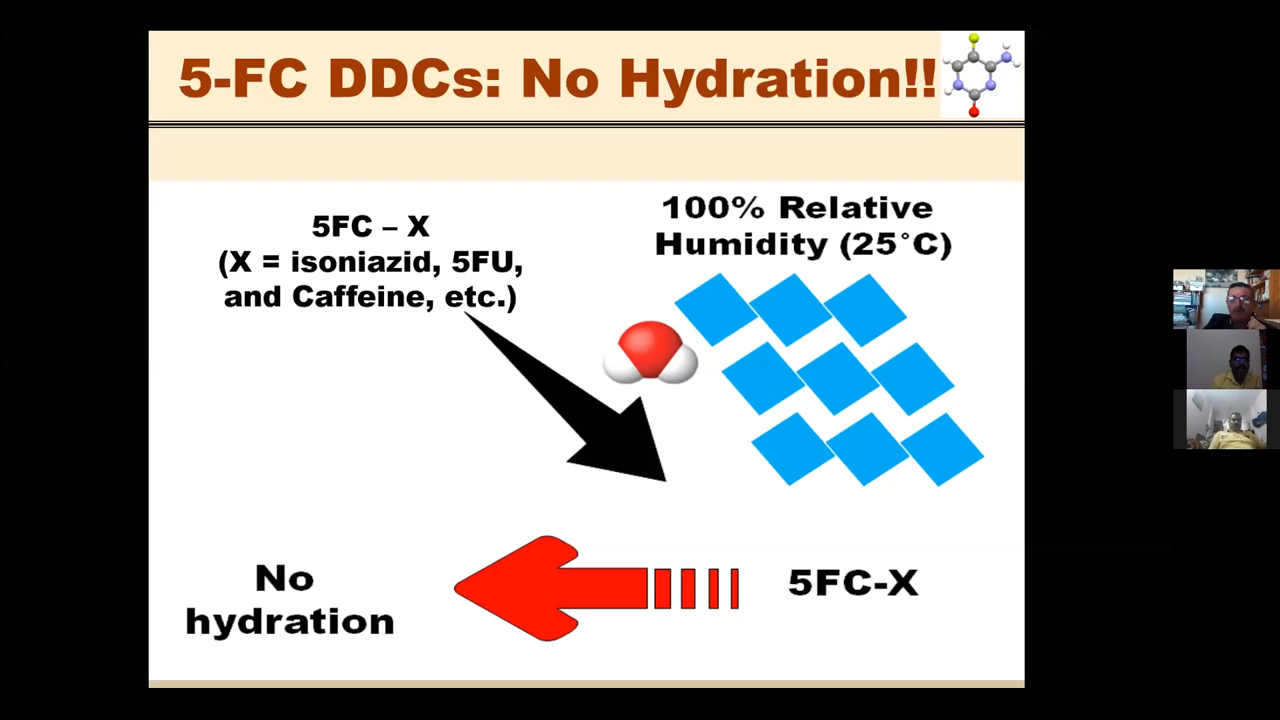 5-FC DDCs: No Hydration!!
5FC – X
(X = isoniazid, 5FU,
and Caffeine, etc.)
100% Relative
Humidity (25°C)
No
hydration
5FC-X